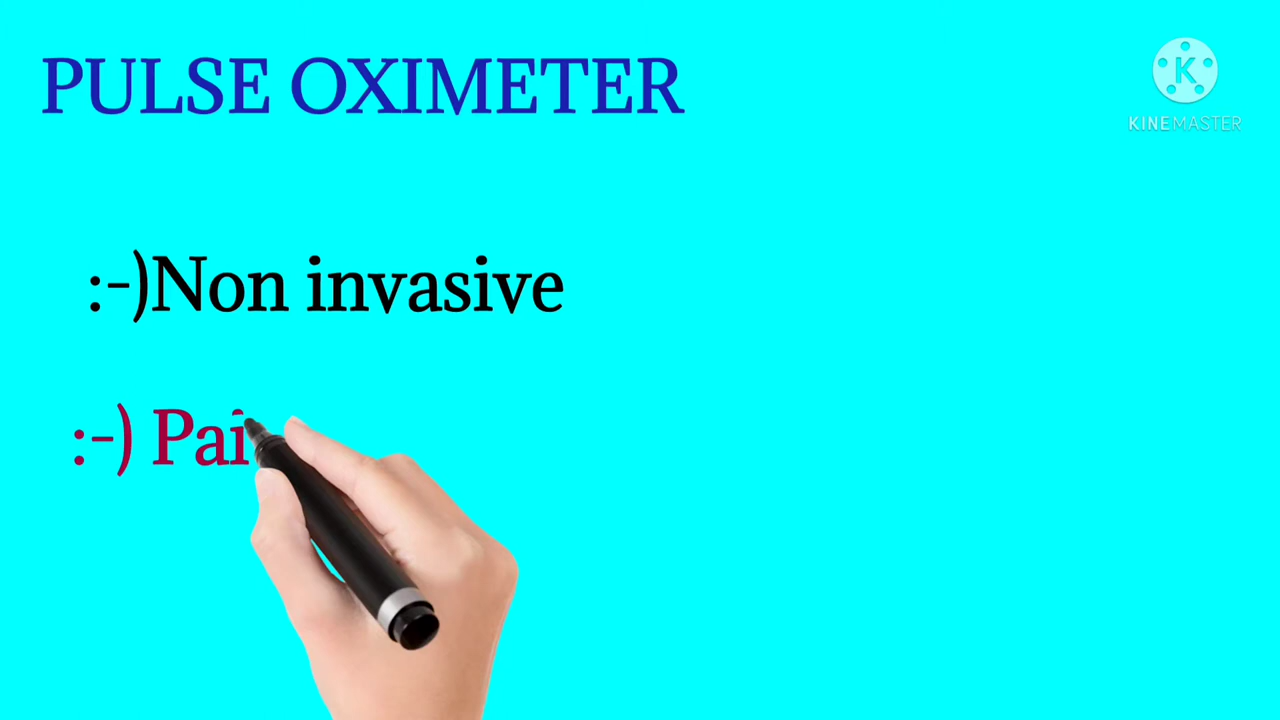 PULSE OXIMETER
K
KINEMASTER
:-)Non invasive
:-) Pai